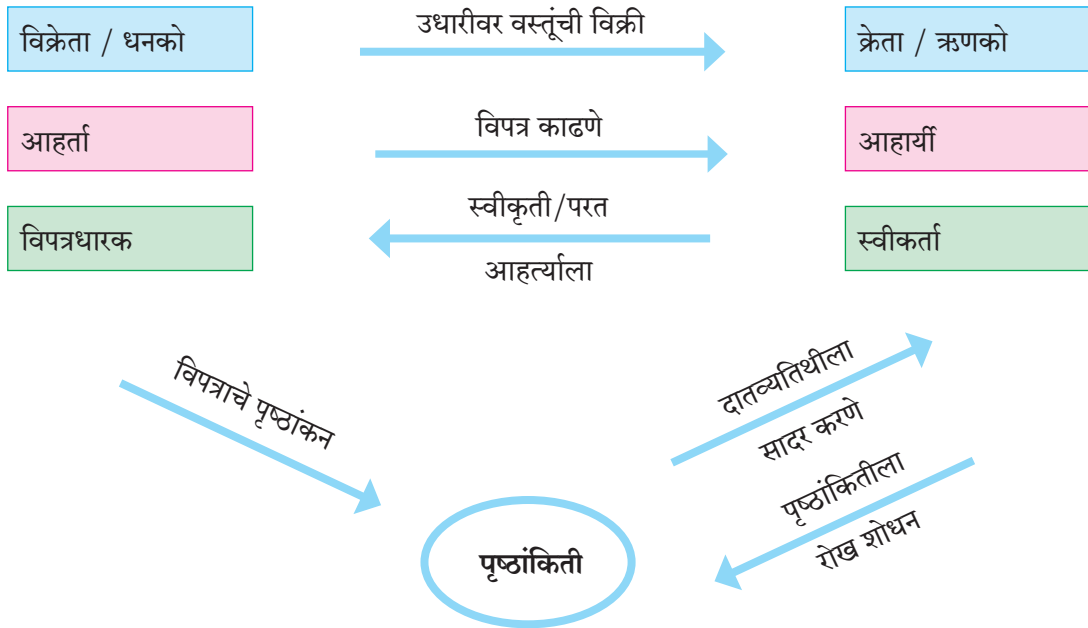 विक्रेता / धनको
उधारीवर वस्तूंची विक्री
क्रेता / ऋणको
आहर्ता
विपत्र काढणे
आहार्यी
स्वीकृती/परत
विपत्रधारक
स्वीकर्ता
आहर्त्याला
विपत्राचे पृष्ठांकन
दातव्यतिथीला
सादर करणे
पृष्ठांकितीला
रोख शोधन
पृष्ठांकिती